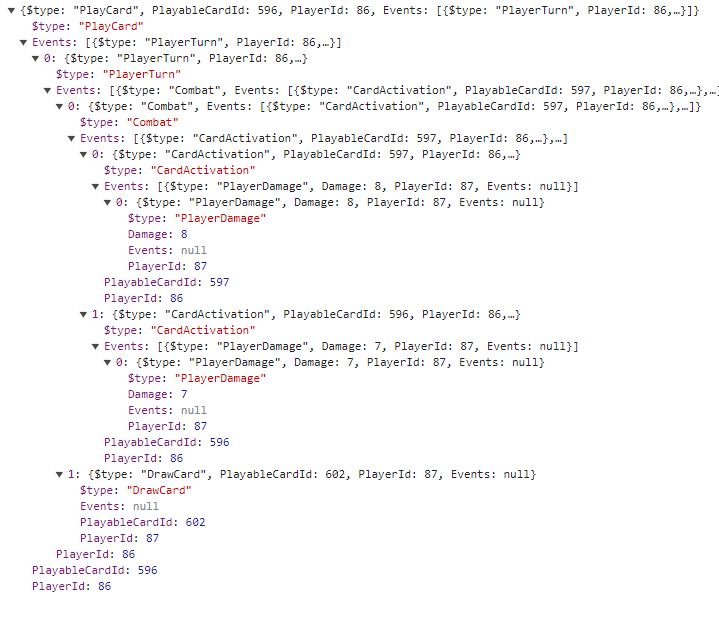 ▼{$type: "PlayCard", PlayableCardId: 596, PlayerId: 86, Events: [{$type: "PlayerTurn", PlayerId: 86,…}]}
$type: "PlayCard"
▼Events: [{$type: "PlayerTurn", PlayerId: 86,…}]
▼0: {$type: "PlayerTurn", PlayerId: 86,…}
$type: "PlayerTurn"
▼Events: [{$type: "Combat", Events: [{$type: "CardActivation", PlayableCardId: 597, PlayerId: 86,…},…]
▼0: {$type: "Combat", Events: [{$type: "CardActivation", PlayableCardId: 597, PlayerId: 86,…},…]}
$type: "Combat"
▼Events: [{$type: "CardActivation", PlayableCardId: 597, PlayerId: 86,…},…]
▼0: {$type: "CardActivation", PlayableCardId: 597, PlayerId: 86,…}
$type: "CardActivation"
▼Events: [{$type: "PlayerDamage", Damage: 8, PlayerId: 87, Events: null}]
▼0: {$type: "PlayerDamage", Damage: 8, PlayerId: 87, Events: null}
$type: "PlayerDamage"
Damage: 8
Events: null
PlayerId: 87
PlayableCardId: 597
PlayerId: 86
▼1: {$type: "CardActivation", PlayableCardId: 596, PlayerId: 86,…}
$type: "CardActivation"
▼Events: [{$type: "PlayerDamage", Damage: 7, PlayerId: 87, Events: null}]
▼0: {$type: "PlayerDamage", Damage: 7, PlayerId: 87, Events: null}
$type: "PlayerDamage"
Damage: 7
Events: null
PlayerId: 87
PlayableCardId: 596
PlayerId: 86
▼1: {$type: "DrawCard", PlayableCardId: 602, PlayerId: 87, Events: null}
$type: "DrawCard"
Events: null
PlayableCardId: 602
PlayerId: 87
PlayerId: 86
PlayableCardId: 596
PlayerId: 86